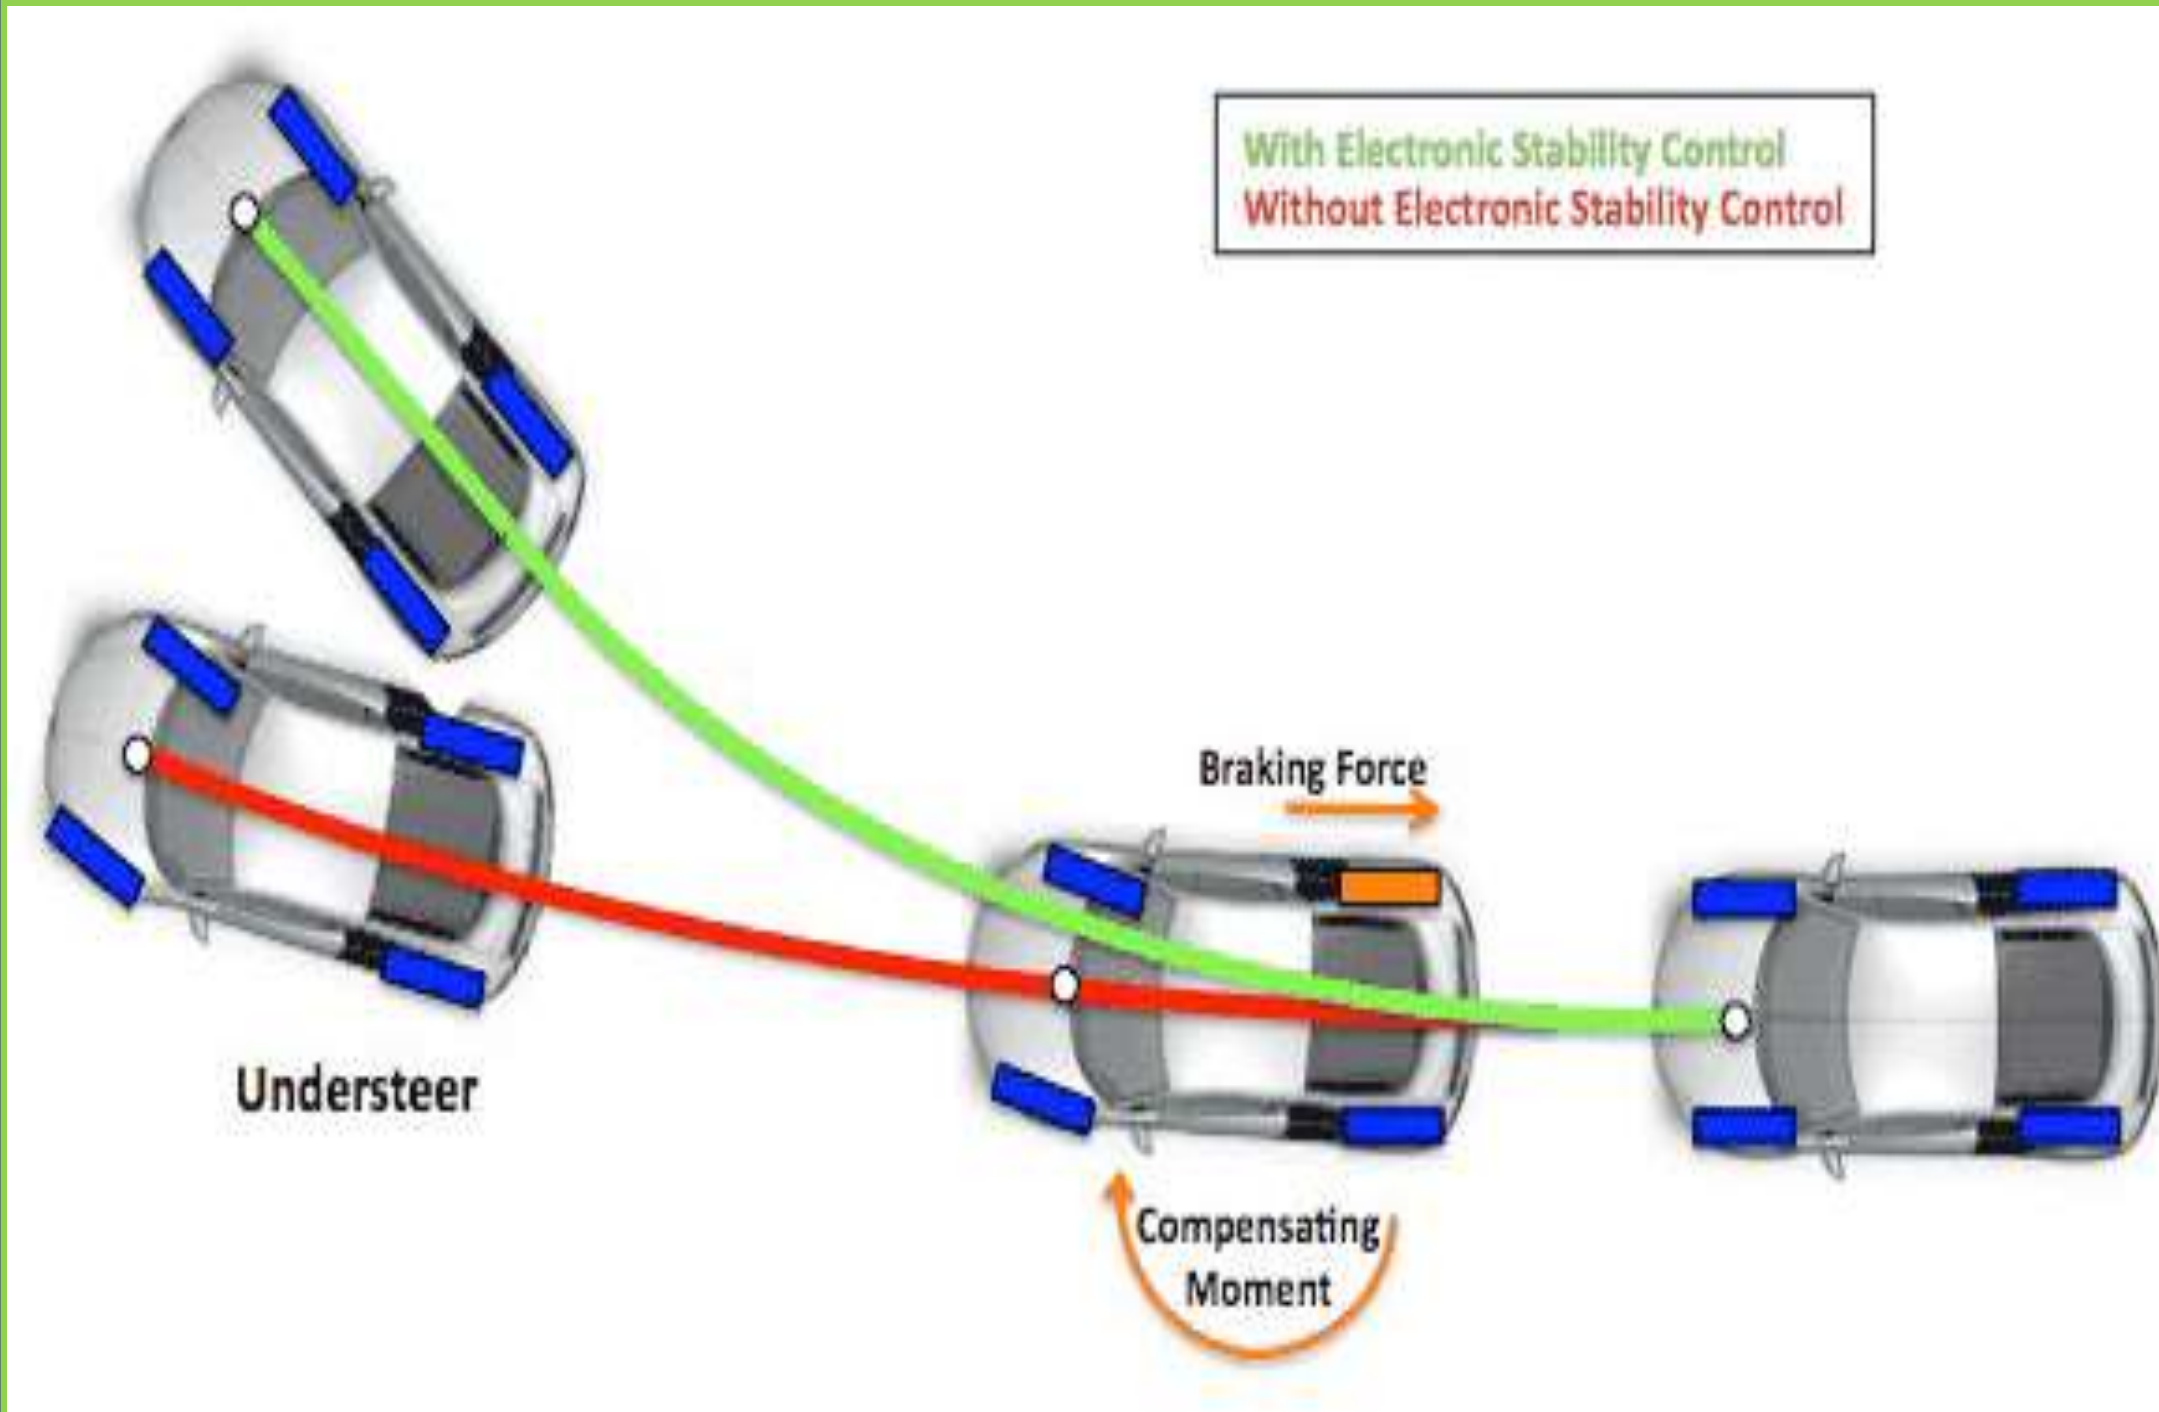 With Electronic Stability Control
Without Electronic Stability Control
Braking Force
Understeer
Compensating
Moment